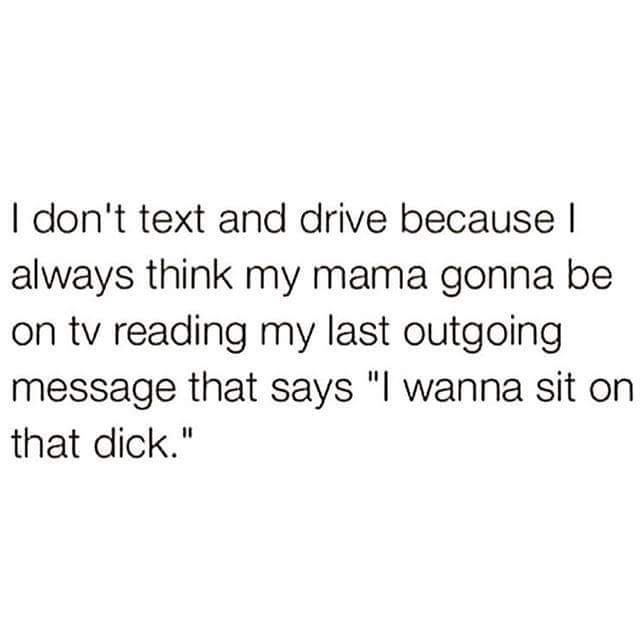 I don't text and drive because I
always think my mama gonna be
on tv reading my last outgoing
message that says "I wanna sit on
that dick."